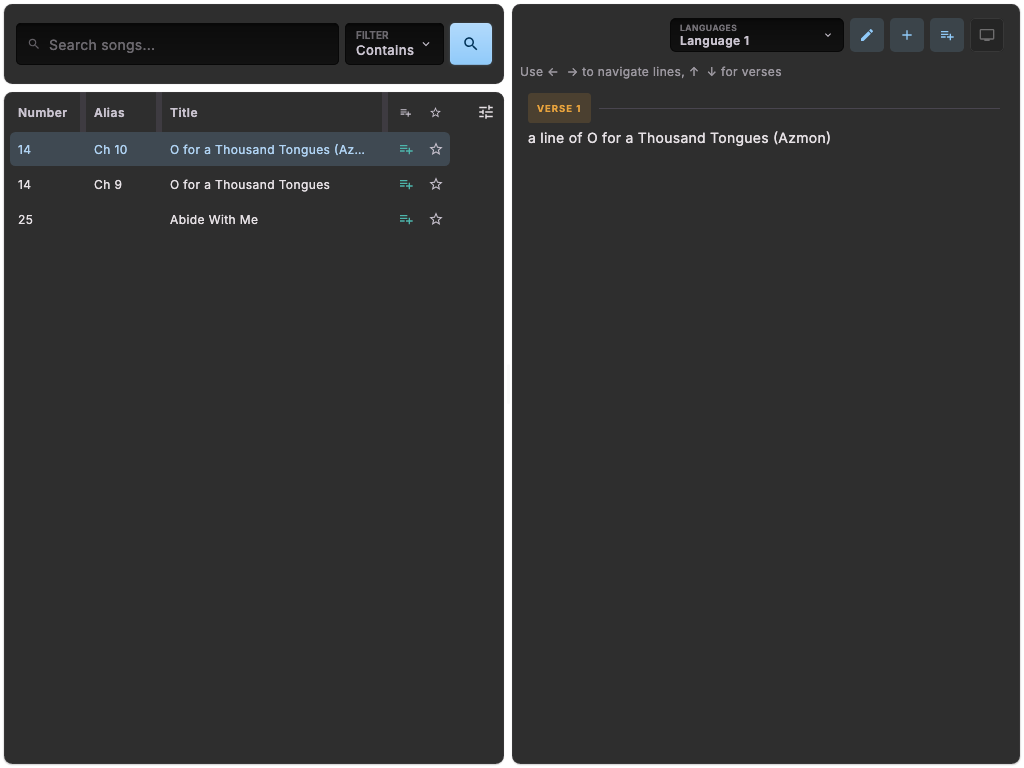 Search songs...
FILTER
Contains
Number Alias Title
14 Ch 10 O for a Thousand Tongues (Az...
14 Ch 9 O for a Thousand Tongues
25 Abide With Me
LANGUAGES
Language 1
Use ← → to navigate lines, ↑ ↓ for verses
VERSE 1
a line of O for a Thousand Tongues (Azmon)